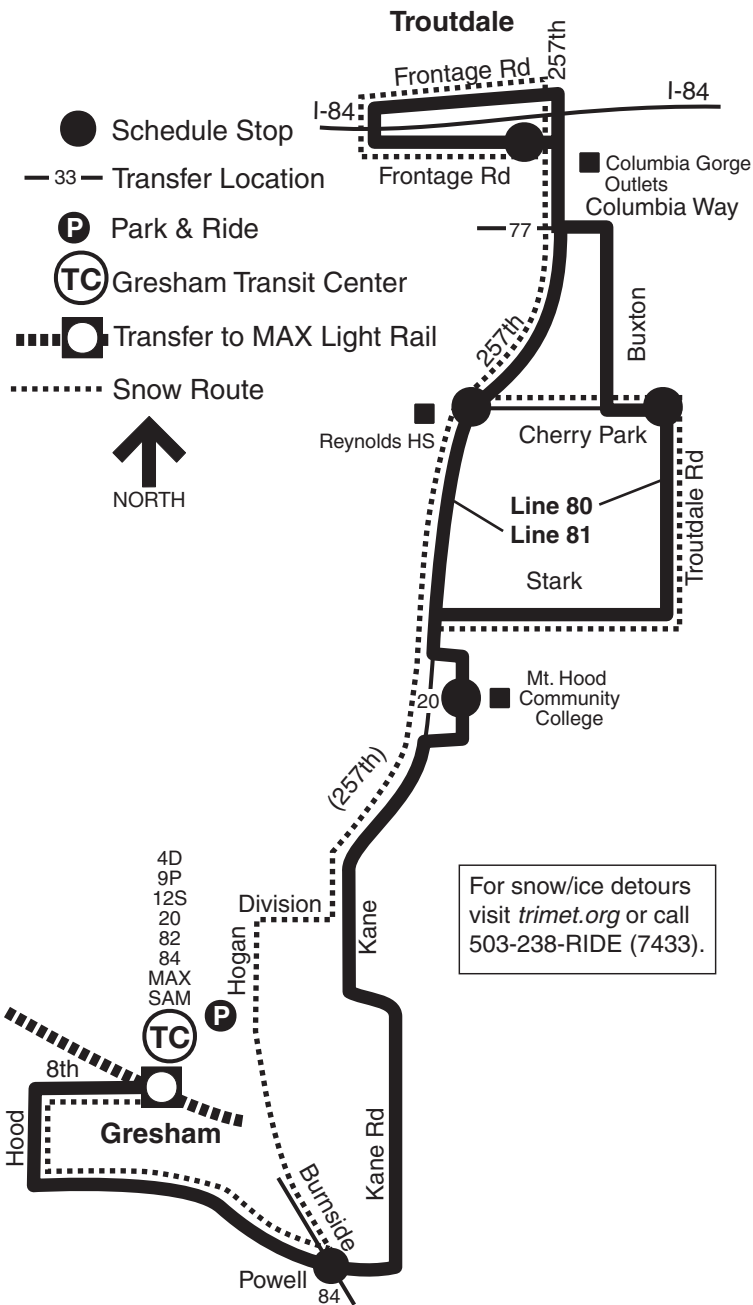 Troutdale
257th
Frontage Rd
I-84
I-84
Schedule Stop
33
Transfer Location
Frontage Rd
Columbia Gorge
Outlets
Columbia Way
P
Park & Ride
77
TC
Gresham Transit Center
Transfer to MAX Light Rail
257th
Buxton
Snow Route
Reynolds HS
Cherry Park
NORTH
Line 80
Line 81
Troutdale Rd
Stark
20
Mt. Hood
Community
College
(257th)
4D
9P
12S
20
82
84
MAX
SAM
Division
Hogan
Kane
For snow/ice detours
visit trimet.org or call
503-238-RIDE (7433).
P
TC
8th
Hood
Gresham
Kane Rd
Burnside
Powell
84